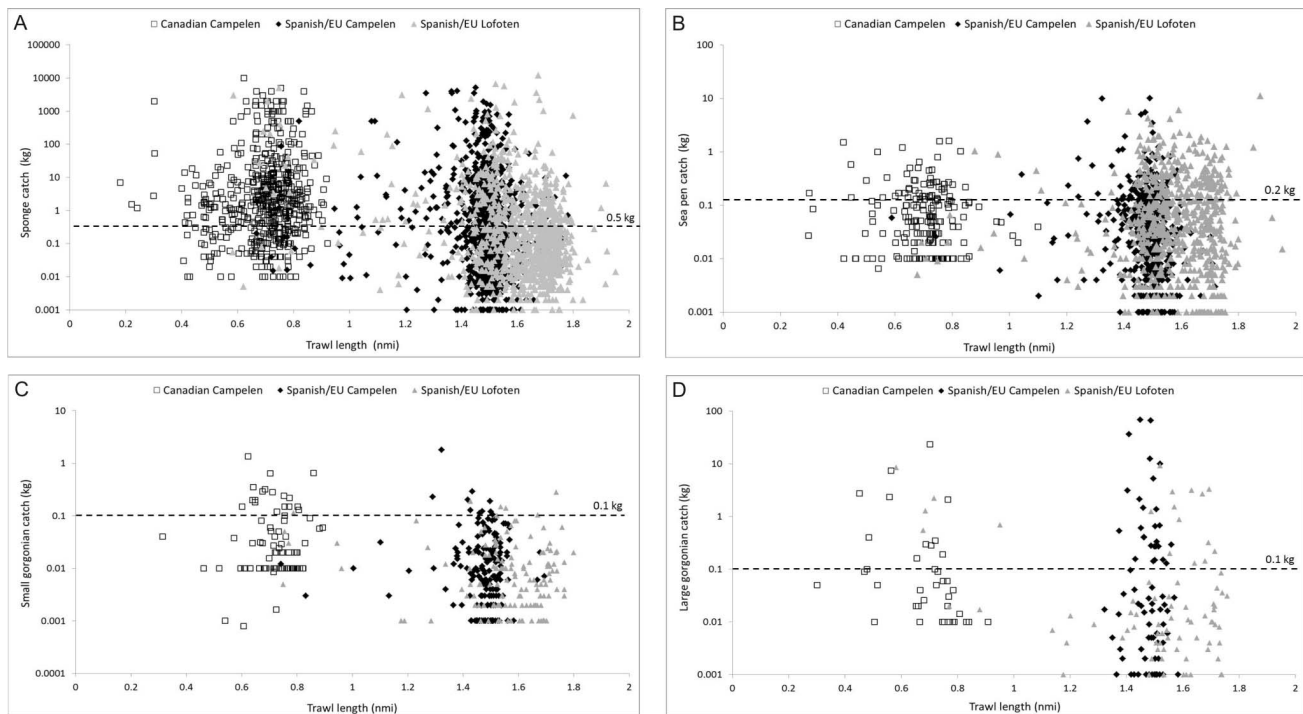 A
Canadian Campelen Spanish/EU Campelen Spanish/EU Lofoten
100000
10000
1000
100
10
1
0.1
0.01
0.001
Sponge catch (kg)
0.5 kg
0 0.2 0.4 0.6 0.8 1 1.2 1.4 1.6 1.8 2
Trawl length (nmi)
B
Canadian Campelen Spanish/EU Campelen Spanish/EU Lofoten
100
10
1
0.1
0.01
0.001
Sea pen catch (kg)
0.2 kg
0 0.2 0.4 0.6 0.8 1 1.2 1.4 1.6 1.8 2
Trawl length (nmi)
C
Canadian Campelen Spanish/EU Campelen Spanish/EU Lofoten
10
1
0.1
0.01
0.001
0.0001
Small gorgonian catch (kg)
0.1 kg
0 0.2 0.4 0.6 0.8 1 1.2 1.4 1.6 1.8 2
Trawl length (nmi)
D
Canadian Campelen Spanish/EU Campelen Spanish/EU Lofoten
100
10
1
0.1
0.01
0.001
Large gorgonian catch (kg)
0.1 kg
0 0.2 0.4 0.6 0.8 1 1.2 1.4 1.6 1.8 2
Trawl length (nmi)